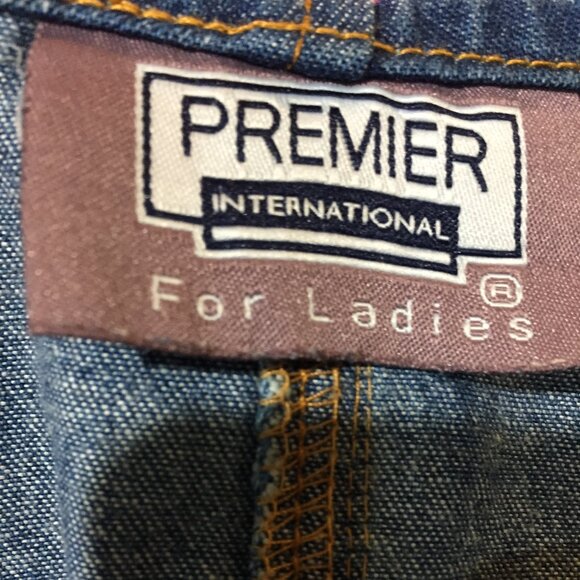 PREMIER
INTERNATIONAL
®
For Ladies